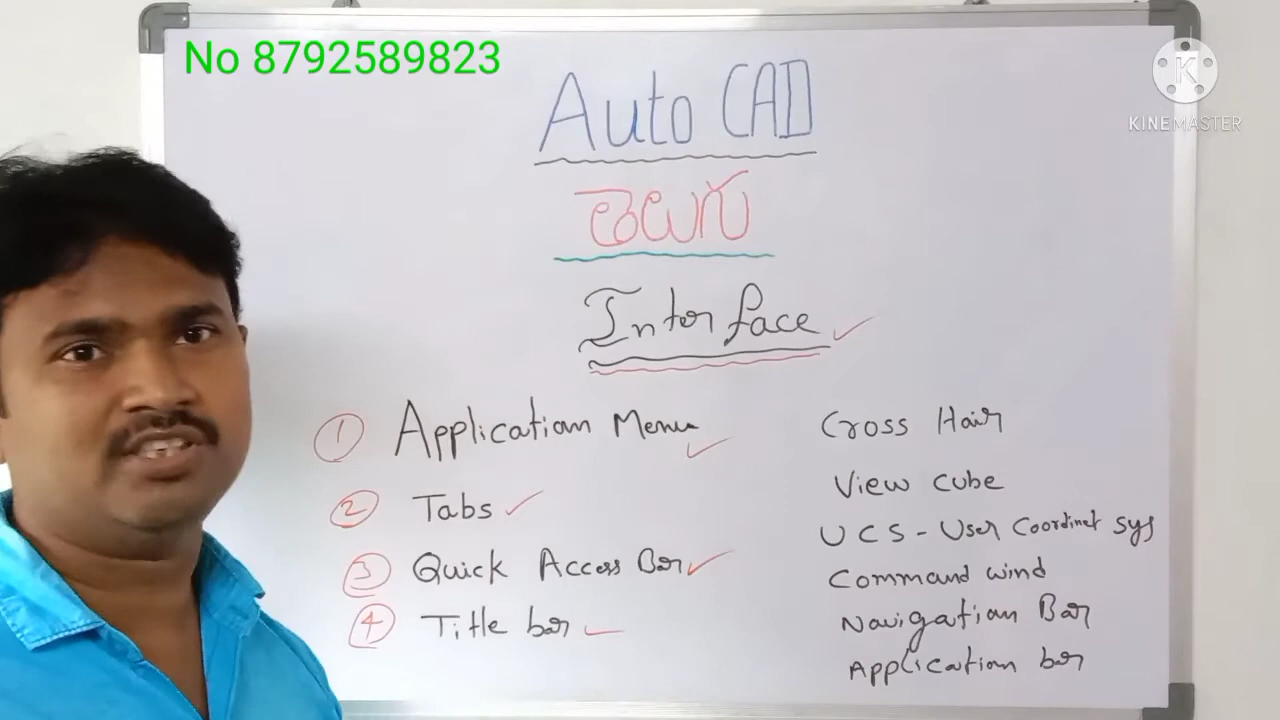 No 8792589823
KINEMASTER
Auto CAD
తెలుగు
Interface
1 Application Menu
2 Tabs
3 Quick Access Bar
4 Title bar
Cross Hair
View cube
UCS - User Coordinet Sys
Command wind
Navigation Bar
Application bar